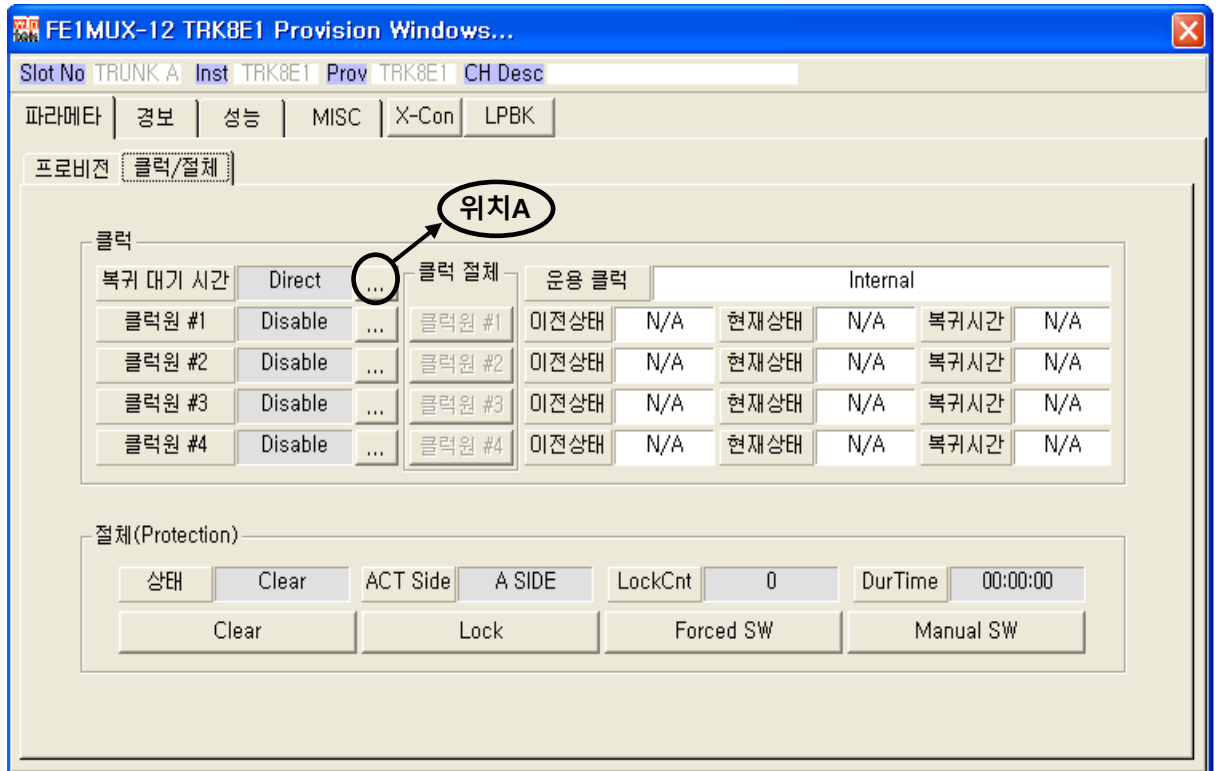 FE1MUX-12 TRK8E1 Provision Windows...
Slot No TRUNK A Inst TRK8E1 Prov TRK8E1 CH Desc
파라메타 경보 성능 MISC X-Con LPBK
프로비전 클럭/절체
위치A
클럭
복귀 대기 시간 Direct ... 클럭 절체 운용 클럭 Internal
클럭원 #1 Disable ... 클럭원 #1 이전상태 N/A 현재상태 N/A 복귀시간 N/A
클럭원 #2 Disable ... 클럭원 #2 이전상태 N/A 현재상태 N/A 복귀시간 N/A
클럭원 #3 Disable ... 클럭원 #3 이전상태 N/A 현재상태 N/A 복귀시간 N/A
클럭원 #4 Disable ... 클럭원 #4 이전상태 N/A 현재상태 N/A 복귀시간 N/A
절체(Protection)
상태 Clear ACT Side A SIDE LockCnt 0 DurTime 00:00:00
Clear Lock Forced SW Manual SW